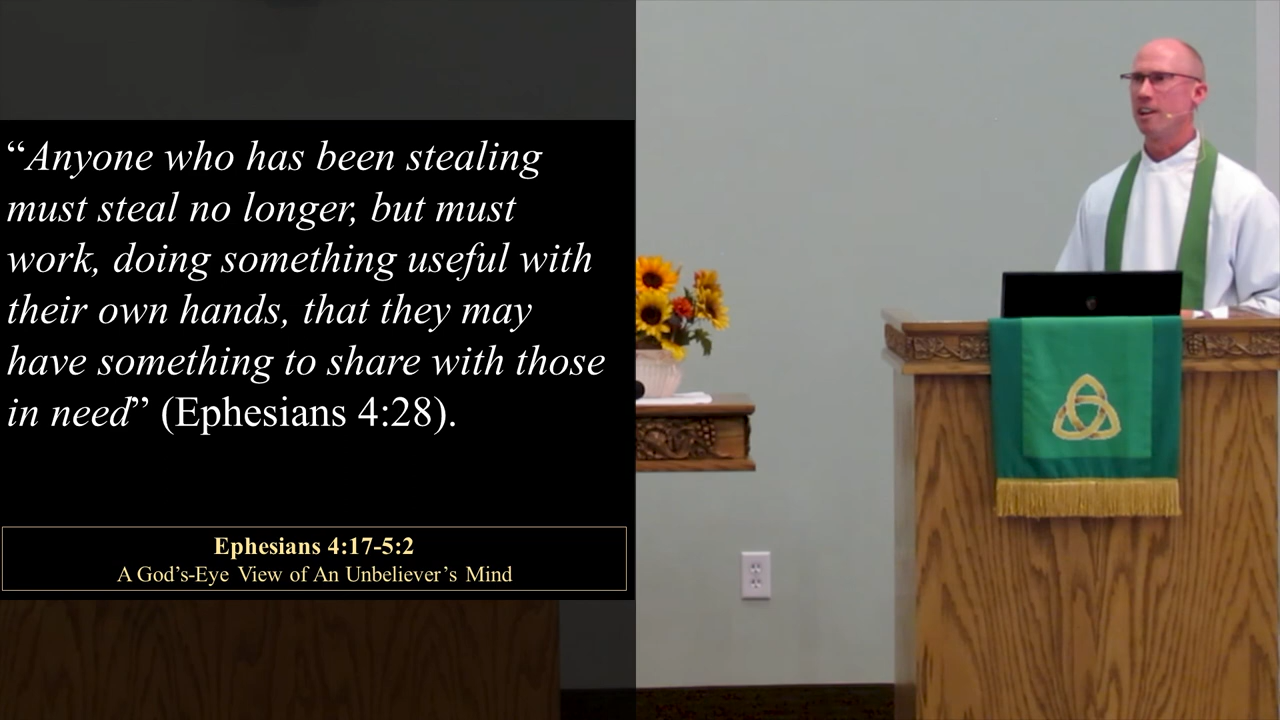 “Anyone who has been stealing
must steal no longer, but must
work, doing something useful with
their own hands, that they may
have something to share with those
in need” (Ephesians 4:28).
Ephesians 4:17-5:2
A God’s-Eye View of An Unbeliever’s Mind